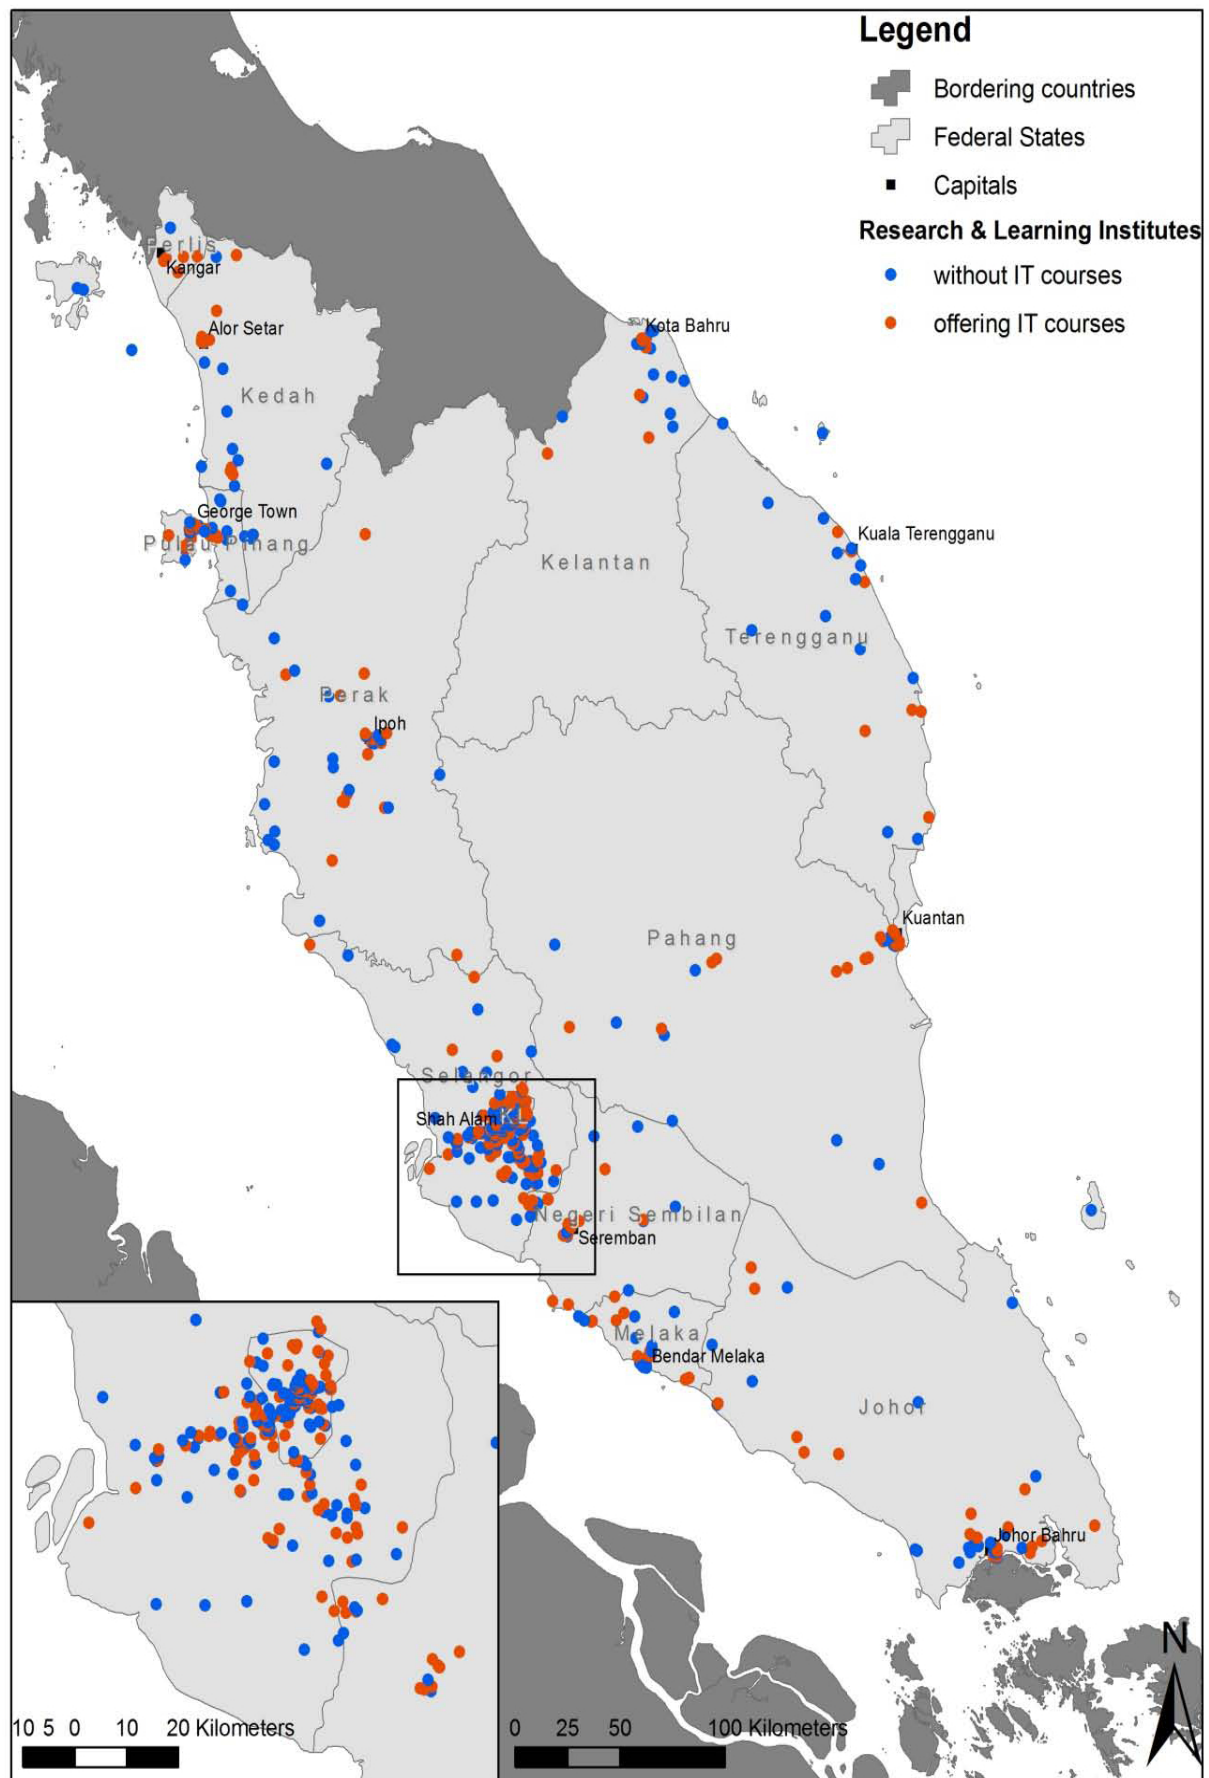 Legend
Bordering countries
Federal States
Capitals
Research & Learning Institutes
without IT courses
offering IT courses
Perlis
Kangar
Alor Setar
Kota Bahru
Kedah
George Town
Pulau Pinang
Kuala Terengganu
Kelantan
Terengganu
Perak
Ipoh
Kuantan
Pahang
Selangor
Shah Alam
KL
Negeri Sembilan
Seremban
Melaka
Bendar Melaka
Johor
Johor Bahru
N
10 5 0 10 20 Kilometers
0 25 50 100 Kilometers